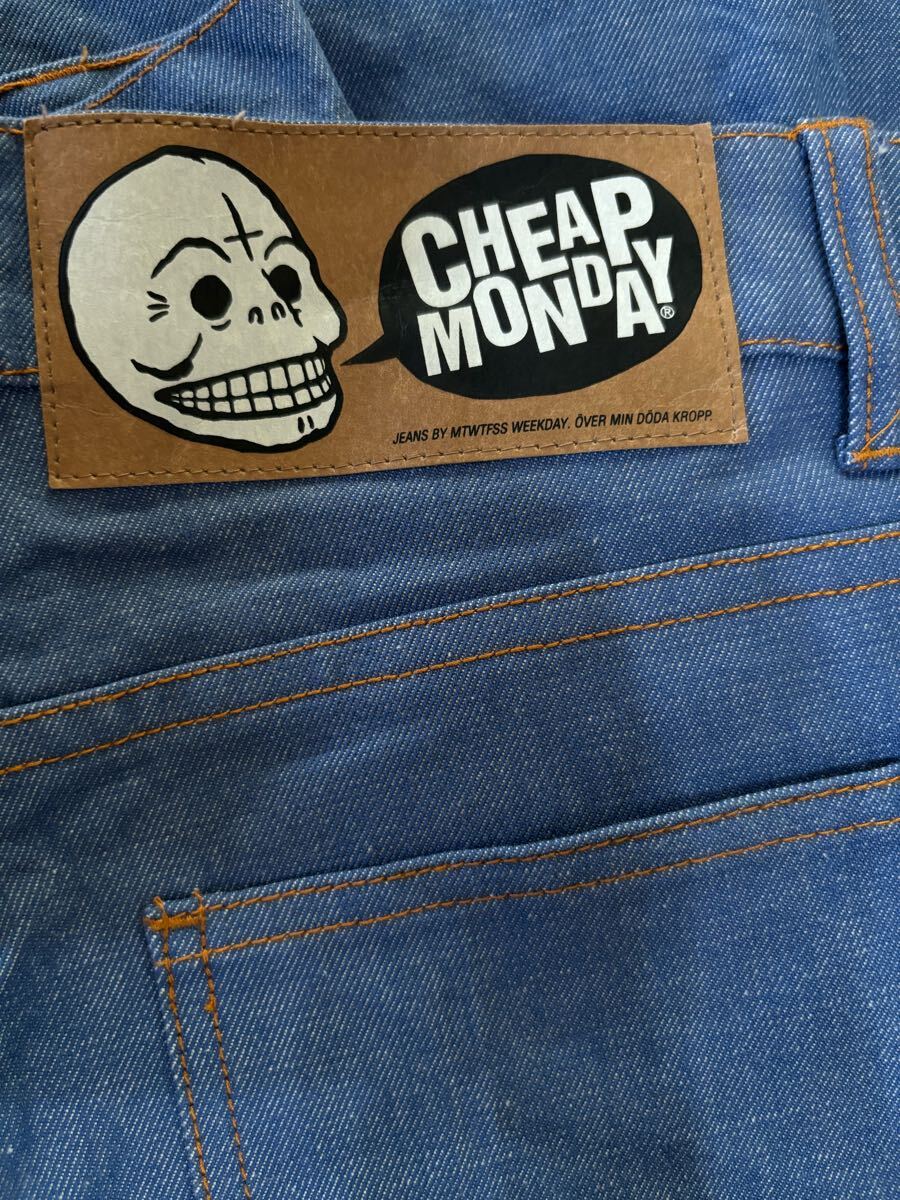 CHEAP
MONDAY®
JEANS BY MTWTFSS WEEKDAY. ÖVER MIN DÖDA KROPP.